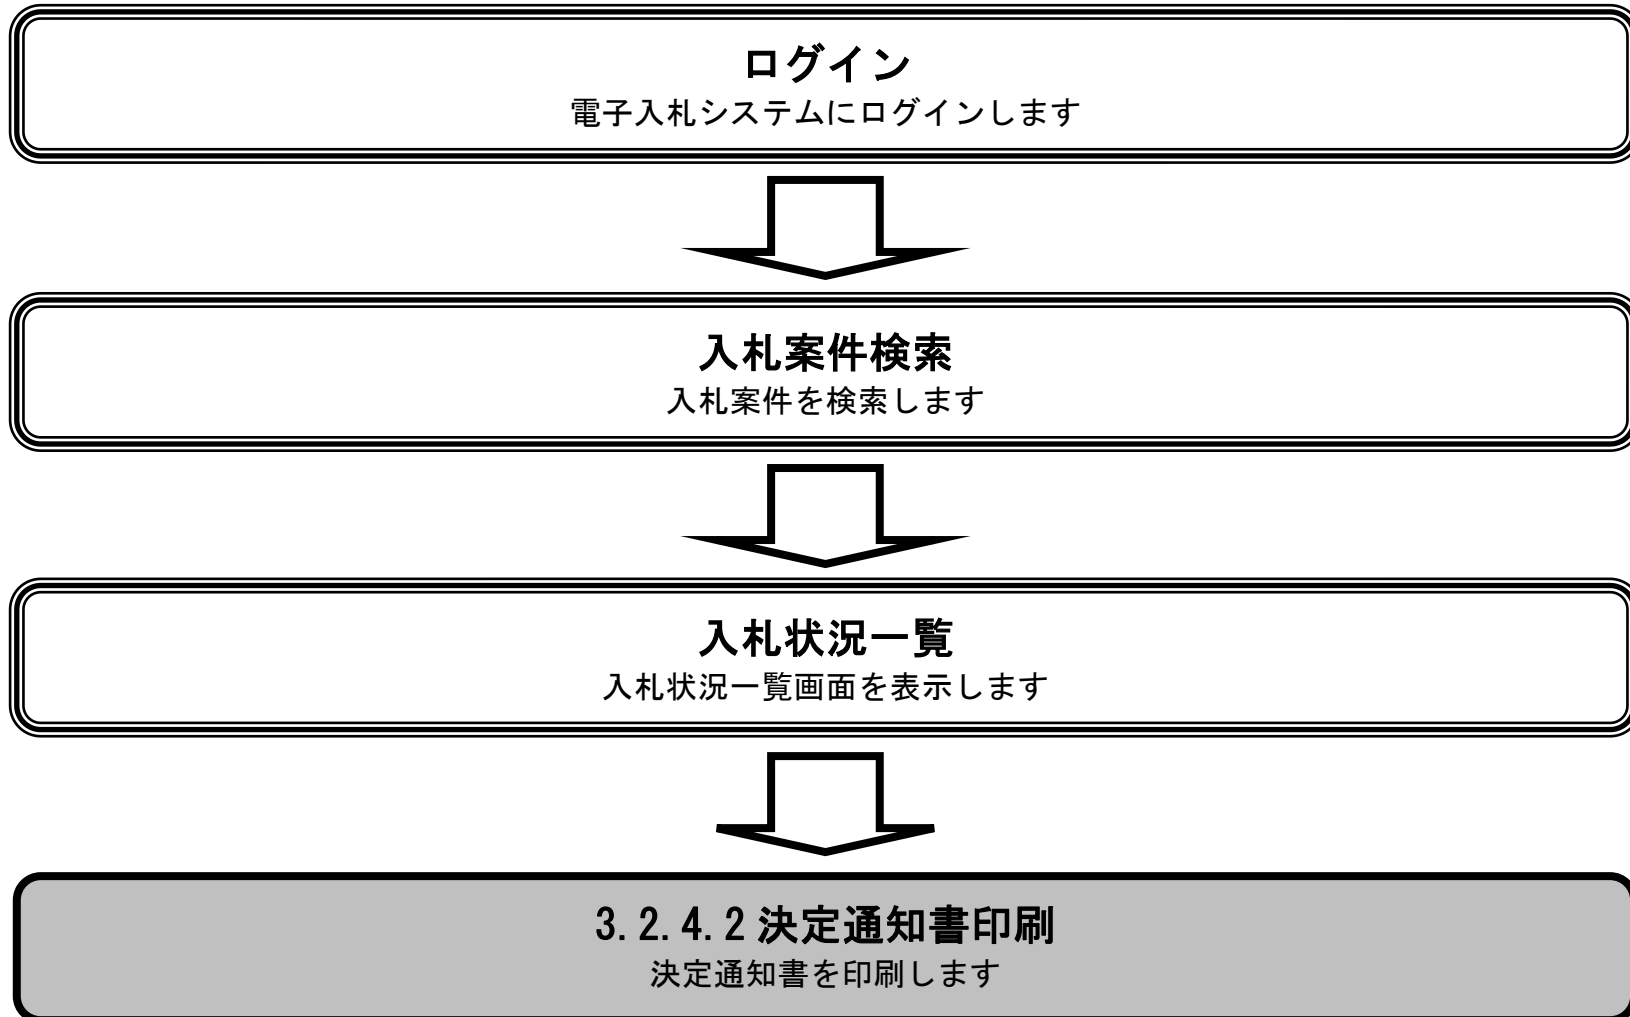 ログイン
電子入札システムにログインします
入札案件検索
入札案件を検索します
入札状況一覧
入札状況一覧画面を表示します
3.2.4.2 決定通知書印刷
決定通知書を印刷します